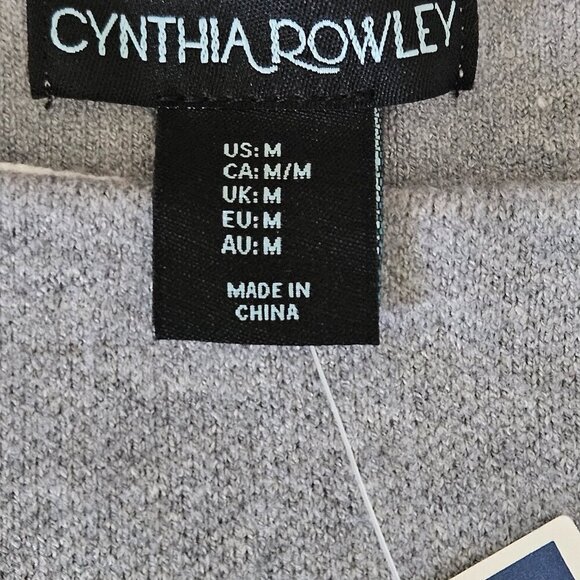 CYNTHIA ROWLEY
US: M
CA: M/M
UK: M
EU: M
AU: M
MADE IN
CHINA